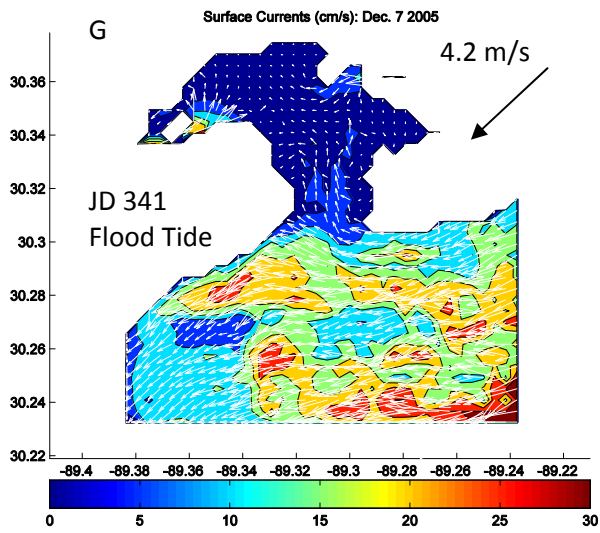 Surface Currents (cm/s): Dec. 7 2005
G
4.2 m/s
JD 341
Flood Tide
30.36
30.34
30.32
30.3
30.28
30.26
30.24
30.22
-89.4 -89.38 -89.36 -89.34 -89.32 -89.3 -89.28 -89.26 -89.24 -89.22
0 5 10 15 20 25 30